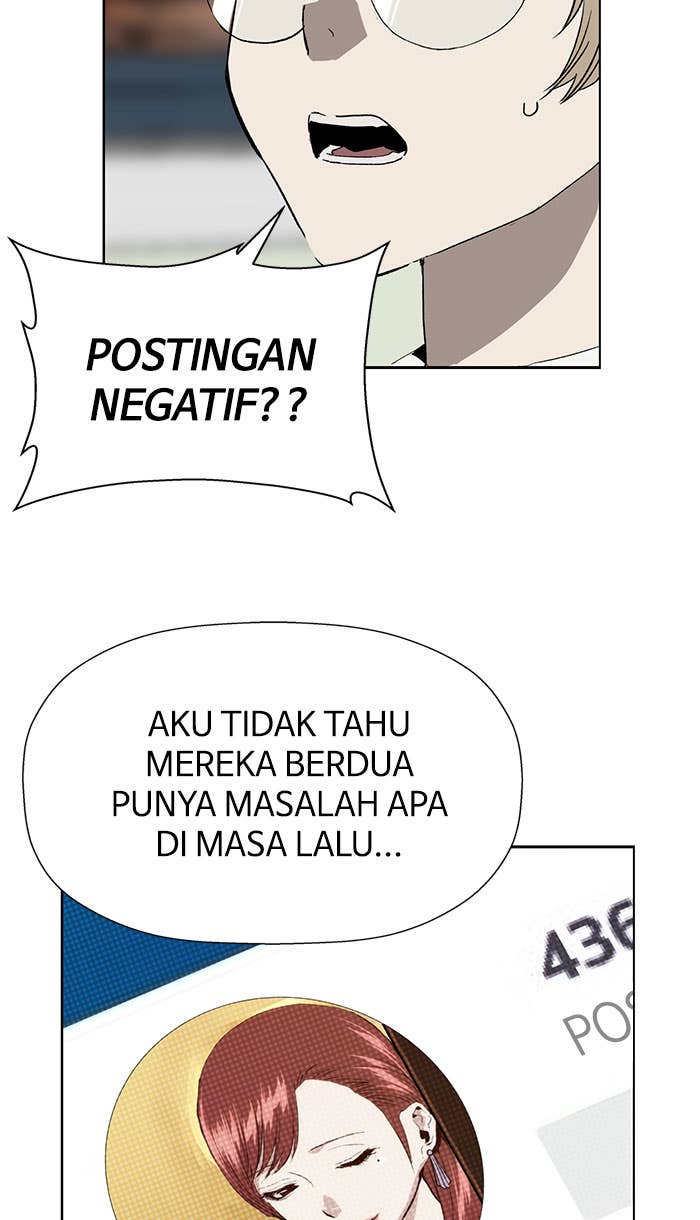 POSTINGAN
NEGATIF??
AKU TIDAK TAHU
MEREKA BERDUA
PUNYA MASALAH APA
DI MASA LALU...
436
POS